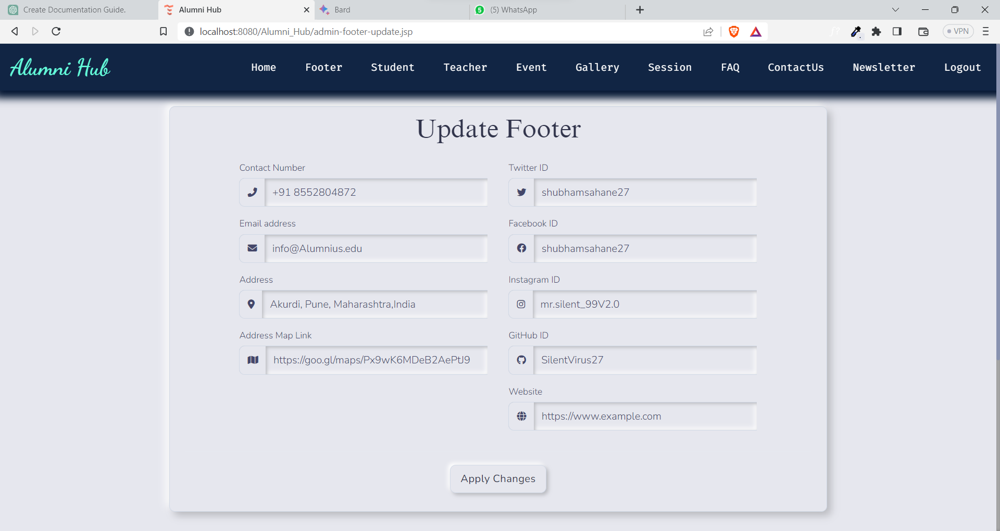 Create Documentation Guide.
Alumni Hub
Bard
5 (5) WhatsApp
localhost:8080/Alumni_Hub/admin-footer-update.jsp
VPN
Alumni Hub
Home Footer Student Teacher Event Gallery Session FAQ ContactUs Newsletter Logout
Update Footer
Contact Number
+91 8552804872
Email address
info@Alumnius.edu
Address
Akurdi, Pune, Maharashtra,India
Address Map Link
https://goo.gl/maps/Px9wK6MDeB2AePtJ9
Twitter ID
shubhamsahane27
Facebook ID
shubhamsahane27
Instagram ID
mr.silent_99V2.0
GitHub ID
SilentVirus27
Website
https://www.example.com
Apply Changes